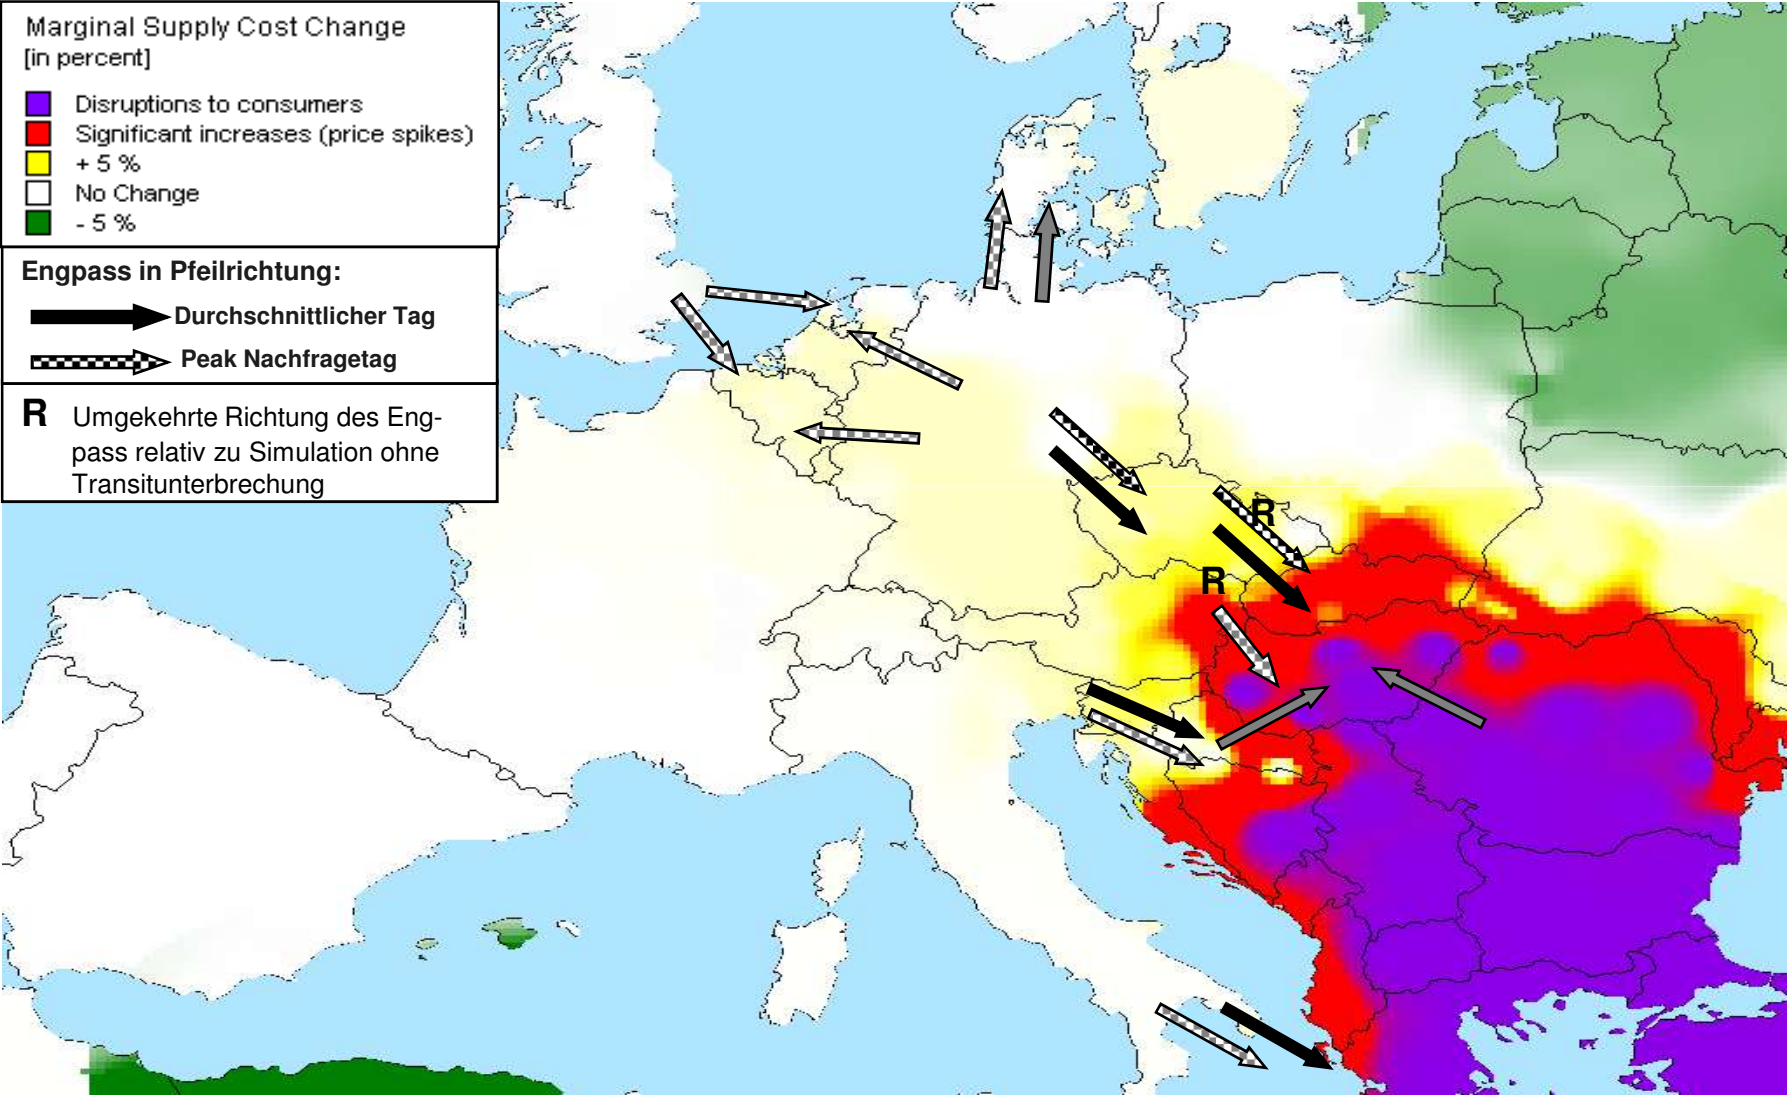 Marginal Supply Cost Change
[in percent]
Disruptions to consumers
Significant increases (price spikes)
+ 5 %
No Change
- 5 %
Engpass in Pfeilrichtung:
Durchschnittlicher Tag
Peak Nachfragetag
R Umgekehrte Richtung des Eng-
pass relativ zu Simulation ohne
Transitunterbrechung
R
R